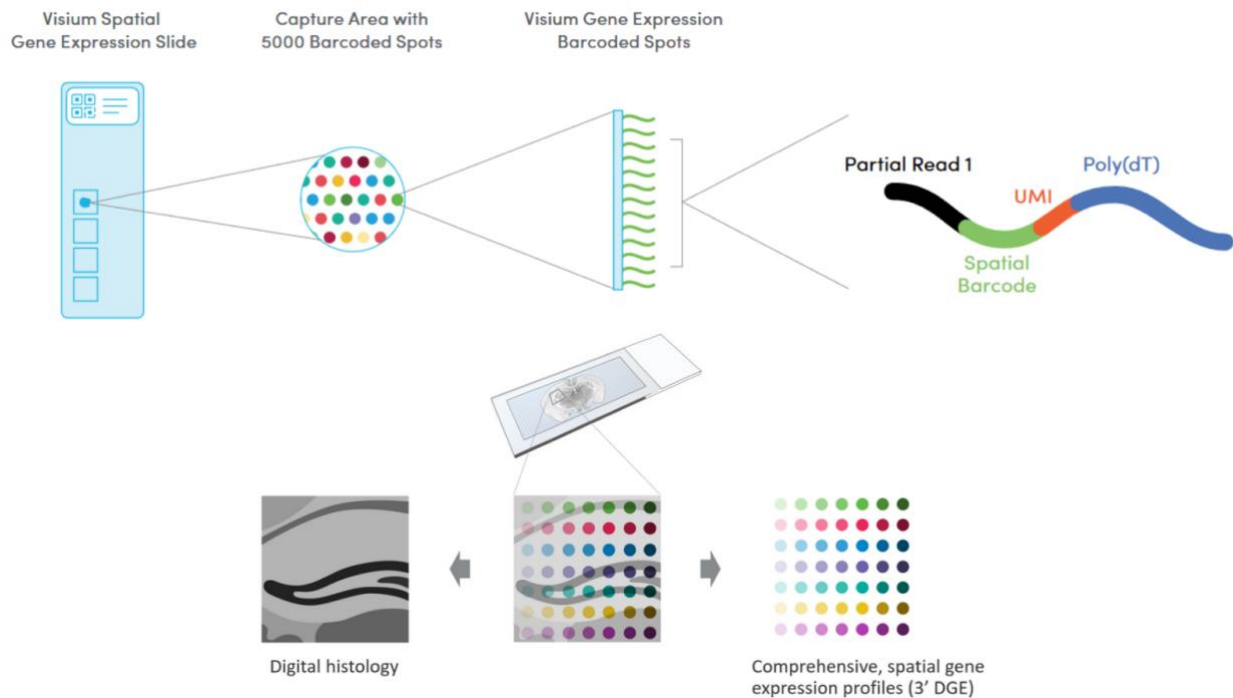 Visium Spatial
Gene Expression Slide
Capture Area with
5000 Barcoded Spots
Visium Gene Expression
Barcoded Spots
Partial Read 1
Poly(dT)
UMI
Spatial
Barcode
Digital histology
Comprehensive, spatial gene
expression profiles (3’ DGE)